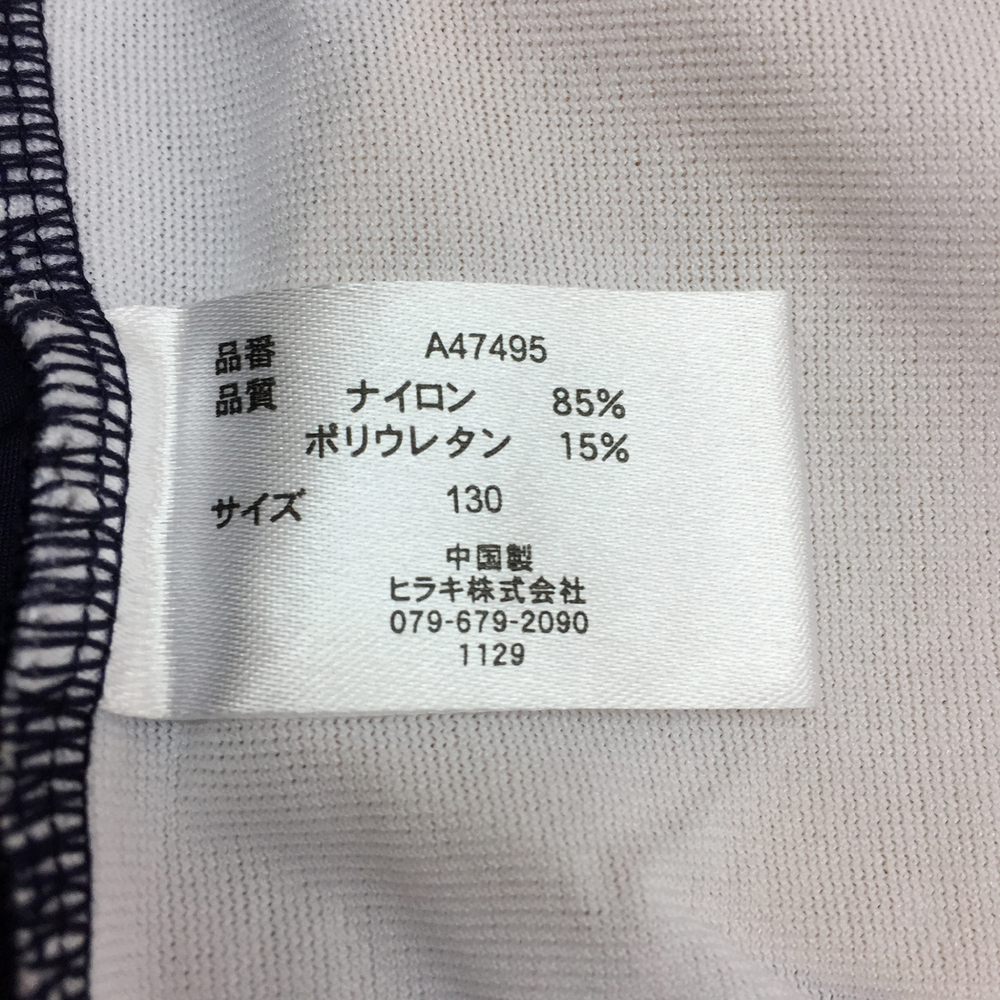 品番 A47495
品質 ナイロン 85%
ポリウレタン 15%
サイズ 130
中国製
ヒラキ株式会社
079-679-2090
1129